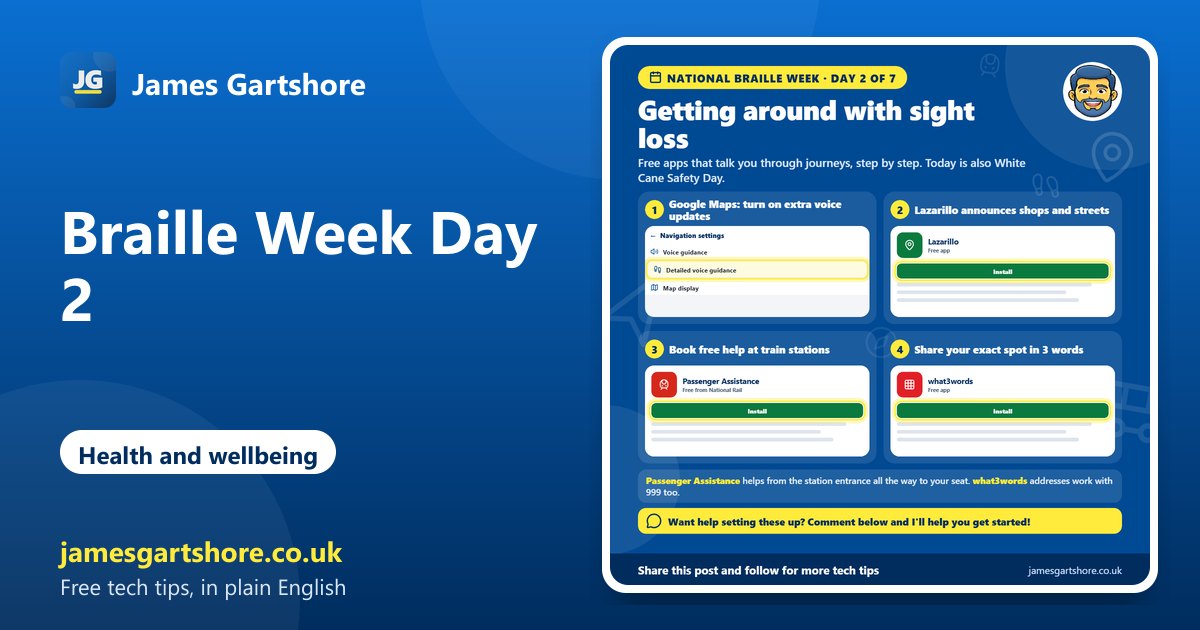 JG
James Gartshore
Braille Week Day
2
Health and wellbeing
jamesgartshore.co.uk
Free tech tips, in plain English
NATIONAL BRAILLE WEEK · DAY 2 OF 7
Getting around with sight
loss
Free apps that talk you through journeys, step by step. Today is also White
Cane Safety Day.
1
Google Maps: turn on extra voice
updates
← Navigation settings
Voice guidance
Detailed voice guidance
Map display
2
Lazarillo announces shops and streets
Lazarillo
Free app
Install
3
Book free help at train stations
Passenger Assistance
Free from National Rail
Install
4
Share your exact spot in 3 words
what3words
Free app
Install
Passenger Assistance helps from the station entrance all the way to your seat. what3words addresses work with
999 too.
Want help setting these up? Comment below and I'll help you get started!
Share this post and follow for more tech tips
jamesgartshore.co.uk